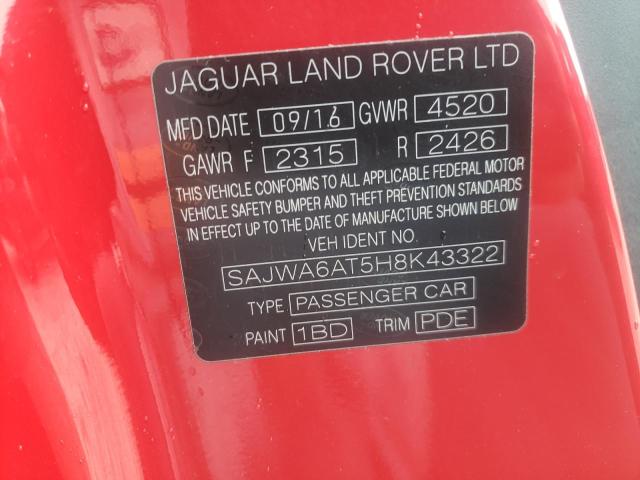 JAGUAR LAND ROVER LTD
MFD DATE 09/16 GVWR 4520
GAWR F 2315 R 2426
THIS VEHICLE CONFORMS TO ALL APPLICABLE FEDERAL MOTOR
VEHICLE SAFETY BUMPER AND THEFT PREVENTION STANDARDS
IN EFFECT UP TO THE DATE OF MANUFACTURE SHOWN BELOW
VEH IDENT NO.
SAJWA6AT5H8K43322
TYPE PASSENGER CAR
PAINT 1BD TRIM PDE